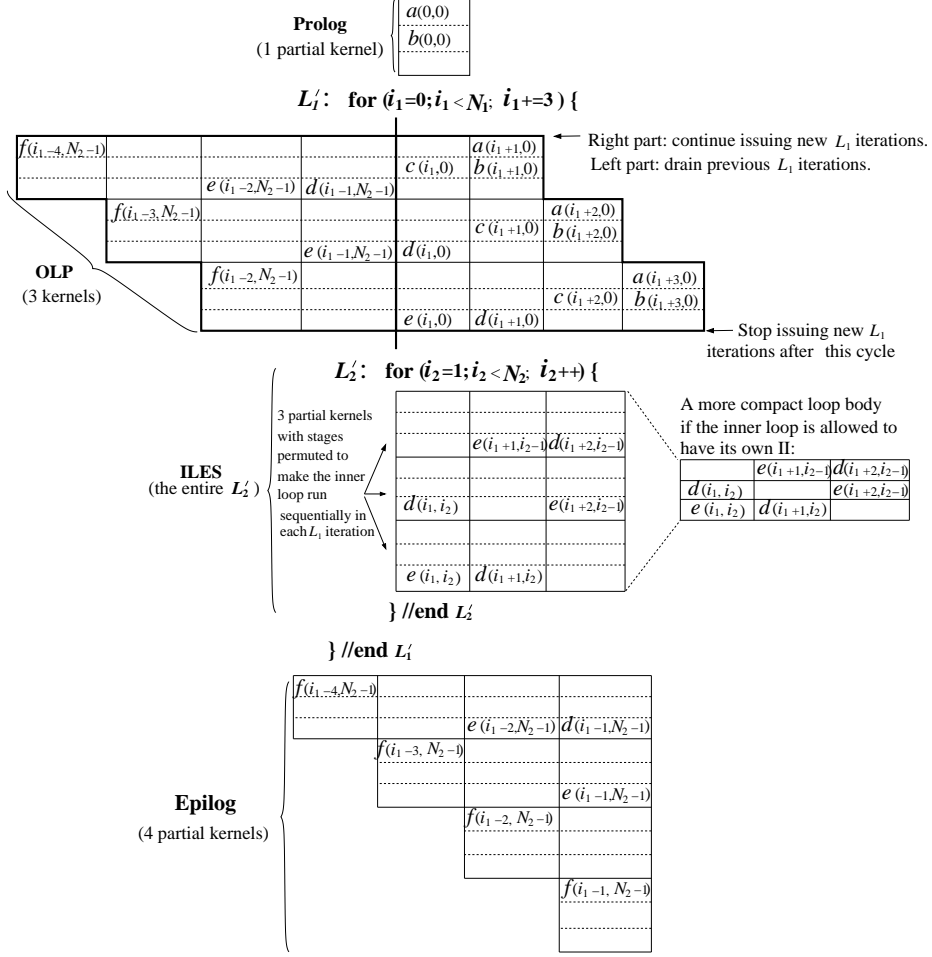 a(0,0)
Prolog
b(0,0)
(1 partial kernel)
L₁′: for (i₁=0; i₁<N₁; i₁+=3 ) {
f(i₁−4, N₂−1) a(i₁+1,0)
c(i₁,0) b(i₁+1,0)
e(i₁−2,N₂−1) d(i₁−1,N₂−1)
Right part: continue issuing new L₁ iterations.
Left part: drain previous L₁ iterations.
f(i₁−3, N₂−1) a(i₁+2,0)
c(i₁+1,0) b(i₁+2,0)
e(i₁−1,N₂−1) d(i₁,0)
OLP
(3 kernels)
f(i₁−2, N₂−1) a(i₁+3,0)
c(i₁+2,0) b(i₁+3,0)
e(i₁,0) d(i₁+1,0)
Stop issuing new L₁
iterations after this cycle
L₂′: for (i₂=1; i₂<N₂; i₂++) {
3 partial kernels
with stages
permuted to
make the inner
loop run
sequentially in
each L₁ iteration
ILES
(the entire L₂′)
e(i₁+1,i₂−1) d(i₁+2,i₂−1)
d(i₁, i₂) e(i₁+2,i₂−1)
e(i₁, i₂) d(i₁+1,i₂)
A more compact loop body
if the inner loop is allowed to
have its own II:
e(i₁+1,i₂−1) d(i₁+2,i₂−1)
d(i₁, i₂) e(i₁+2,i₂−1)
e(i₁, i₂) d(i₁+1,i₂)
} //end L₂′
} //end L₁′
f(i₁−4,N₂−1)
e(i₁−2,N₂−1) d(i₁−1,N₂−1)
f(i₁−3, N₂−1)
e(i₁−1,N₂−1)
Epilog
(4 partial kernels)
f(i₁−2, N₂−1)
f(i₁−1, N₂−1)